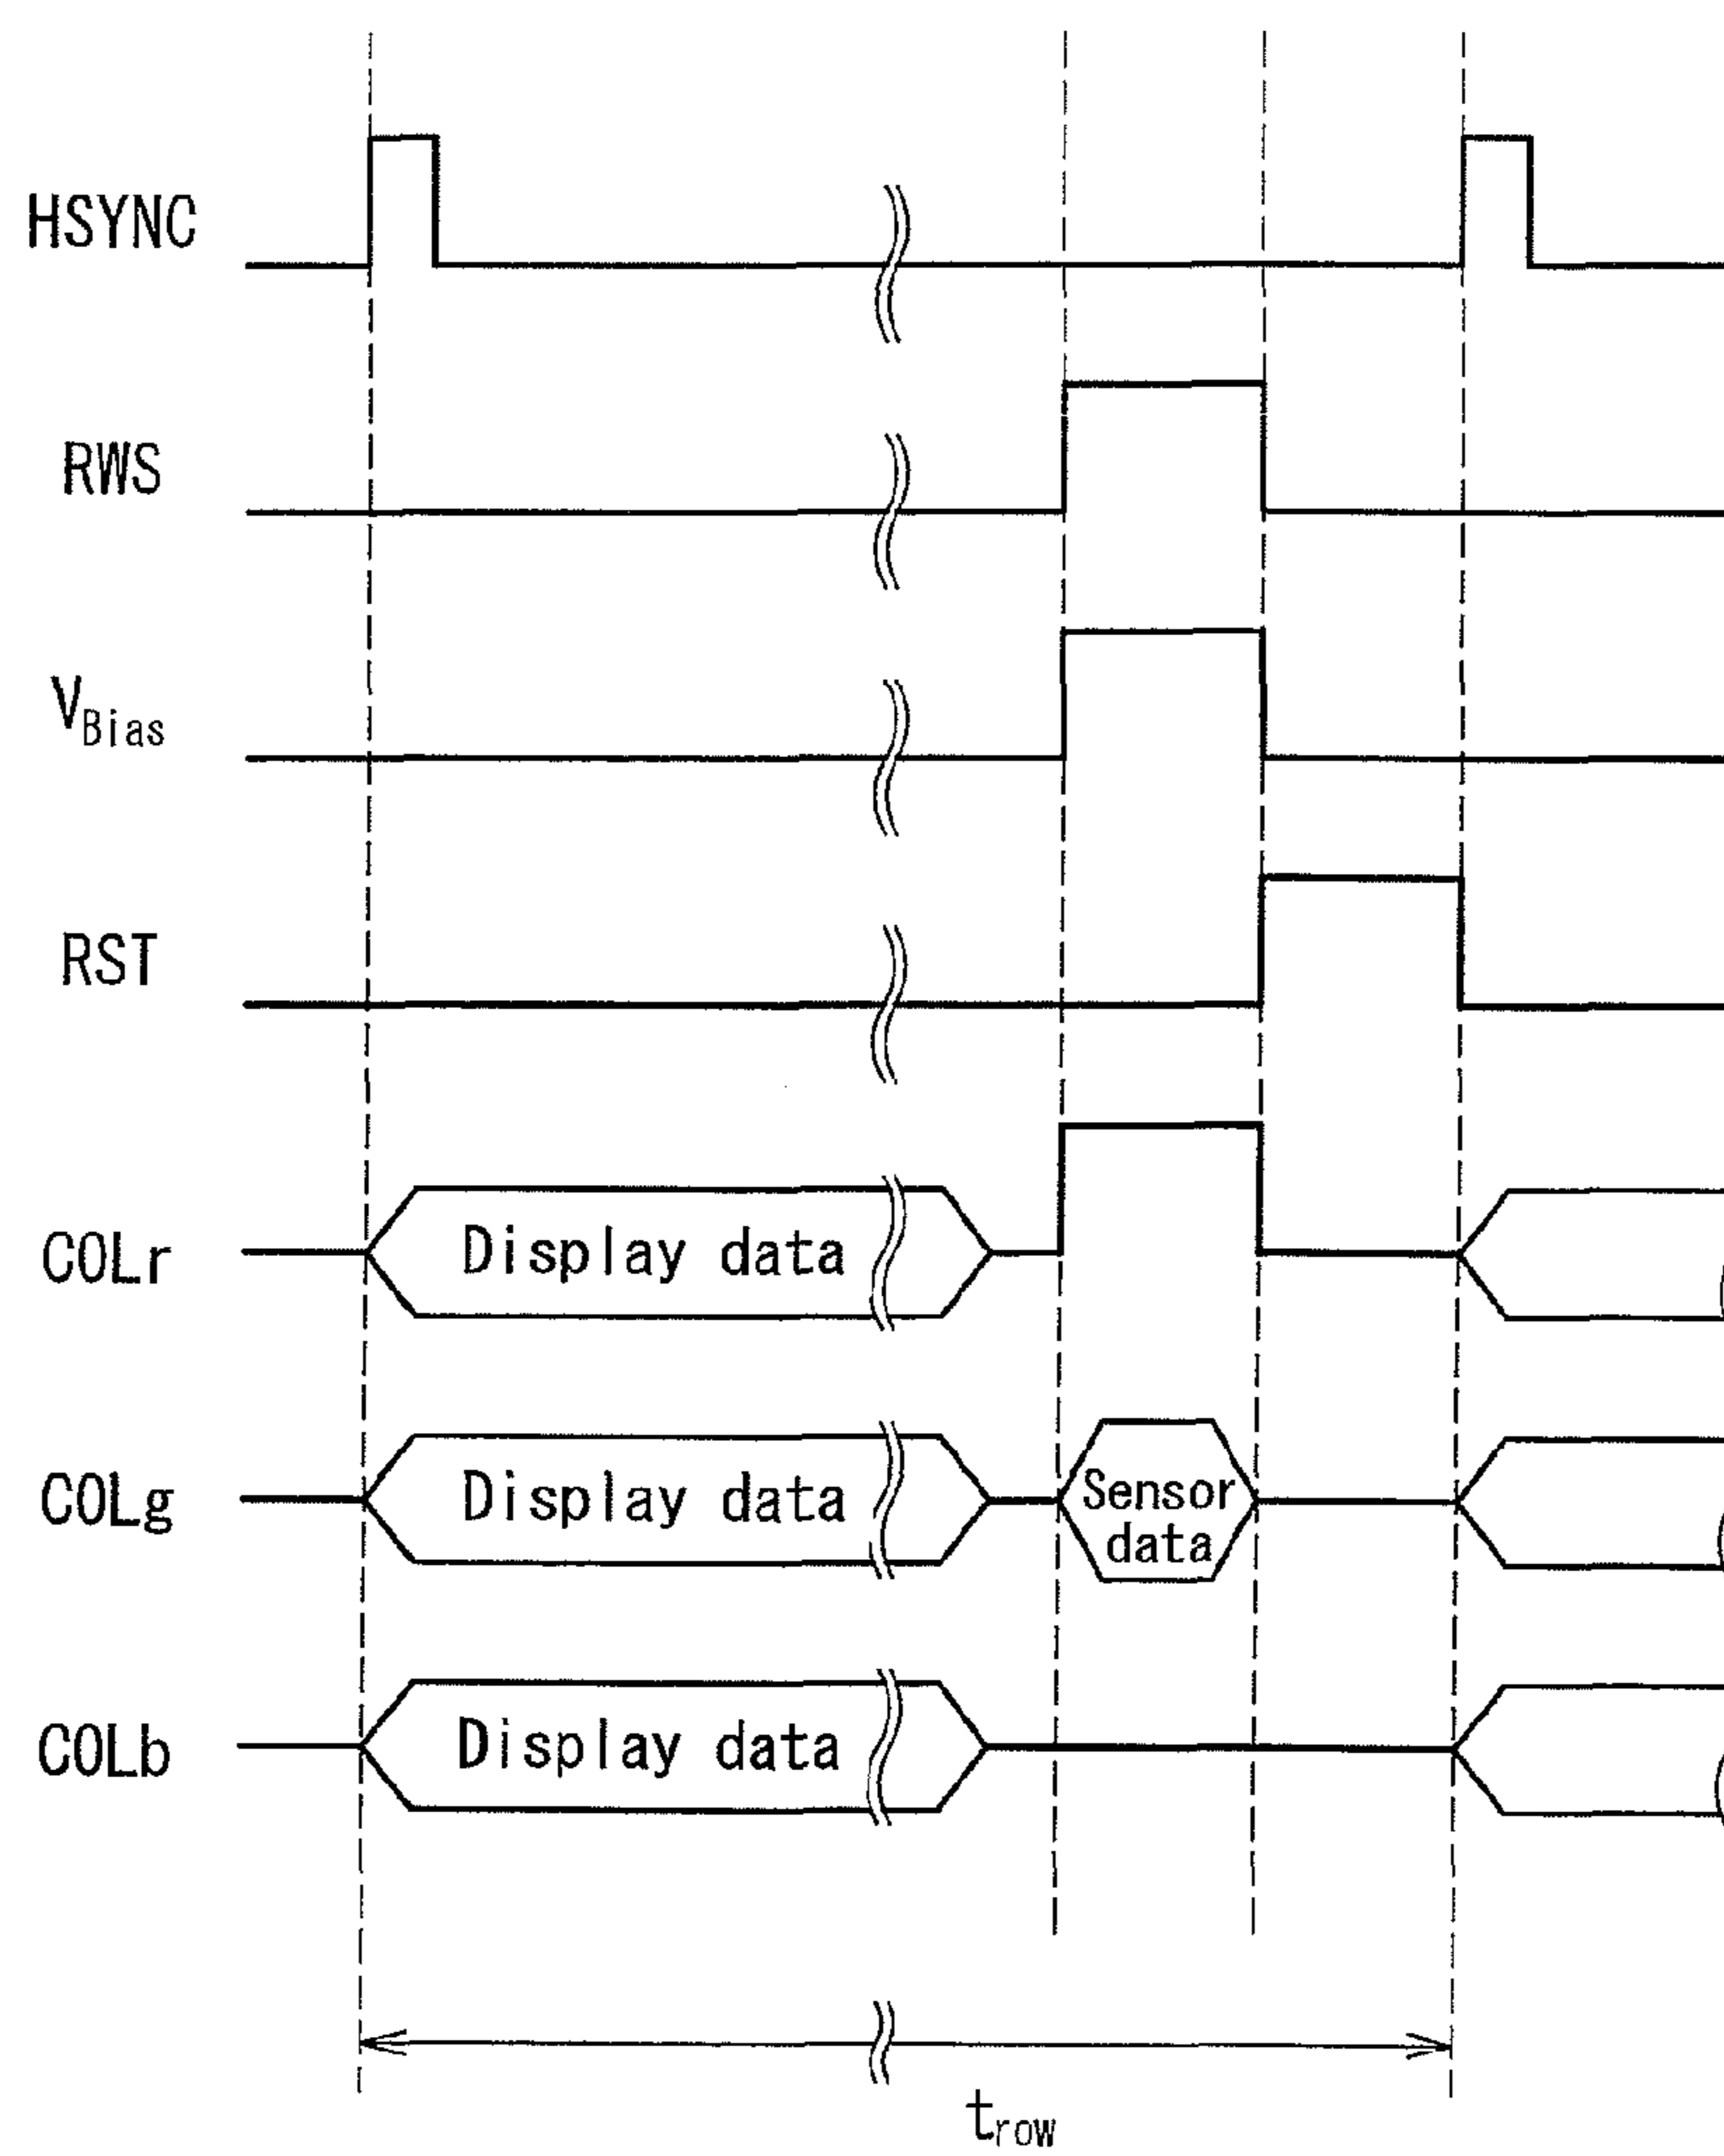 HSYNC
RWS
VBias
RST
COLr Display data
COLg Display data Sensor
data
COLb Display data
trow